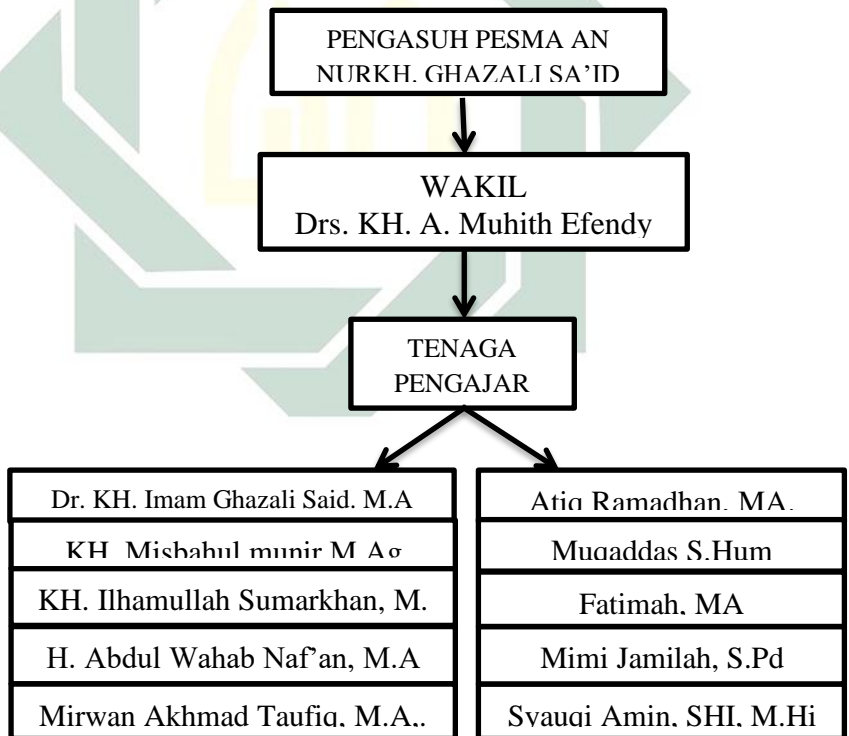 PENGASUH PESMA AN
NURKH. GHAZALI SA'ID
WAKIL
Drs. KH. A. Muhith Efendy
TENAGA
PENGAJAR
Dr. KH. Imam Ghazali Said. M.A
KH. Misbahul munir M.Ag
KH. Ilhamullah Sumarkhan, M.
H. Abdul Wahab Naf'an, M.A
Mirwan Akhmad Taufiq, M.A,.
Atiq Ramadhan, MA.
Muqaddas S.Hum
Fatimah, MA
Mimi Jamilah, S.Pd
Syauqi Amin, SHI, M.Hi